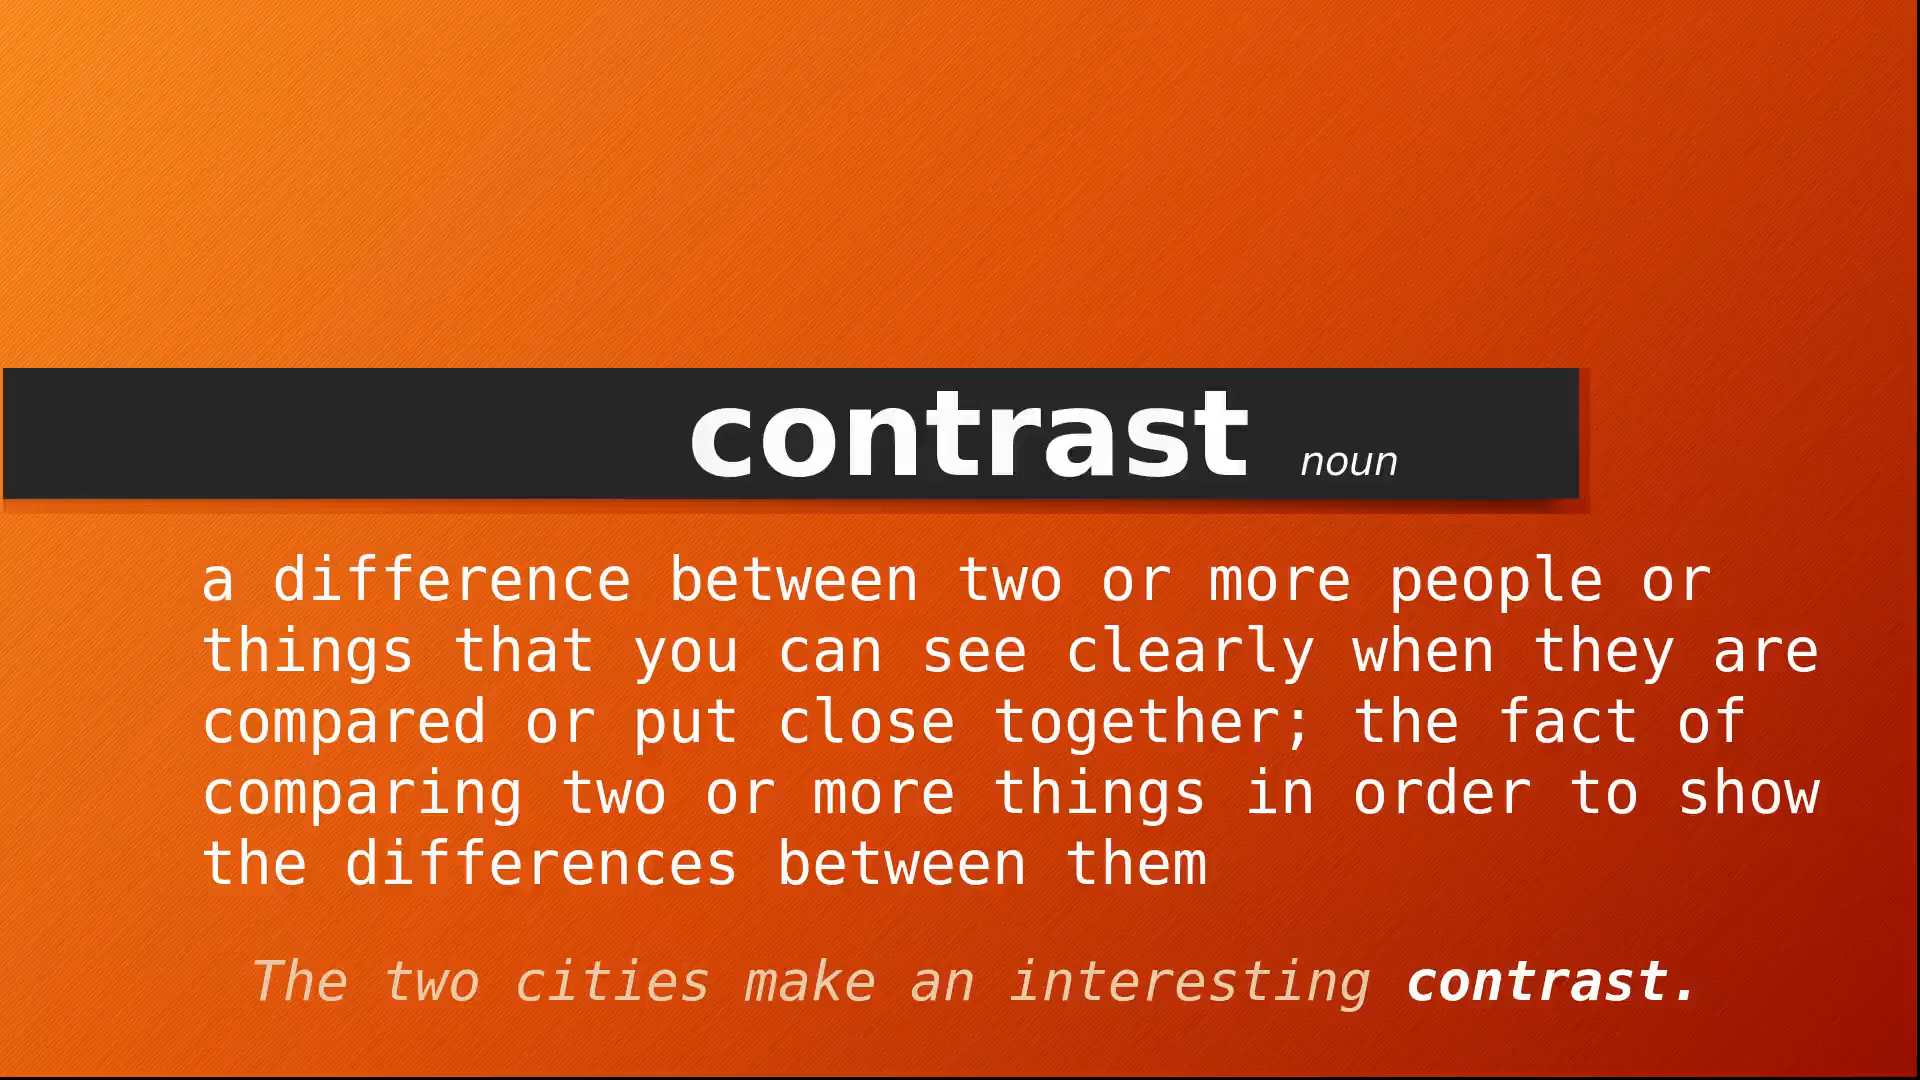 contrast noun
a difference between two or more people or
things that you can see clearly when they are
compared or put close together; the fact of
comparing two or more things in order to show
the differences between them
The two cities make an interesting contrast.